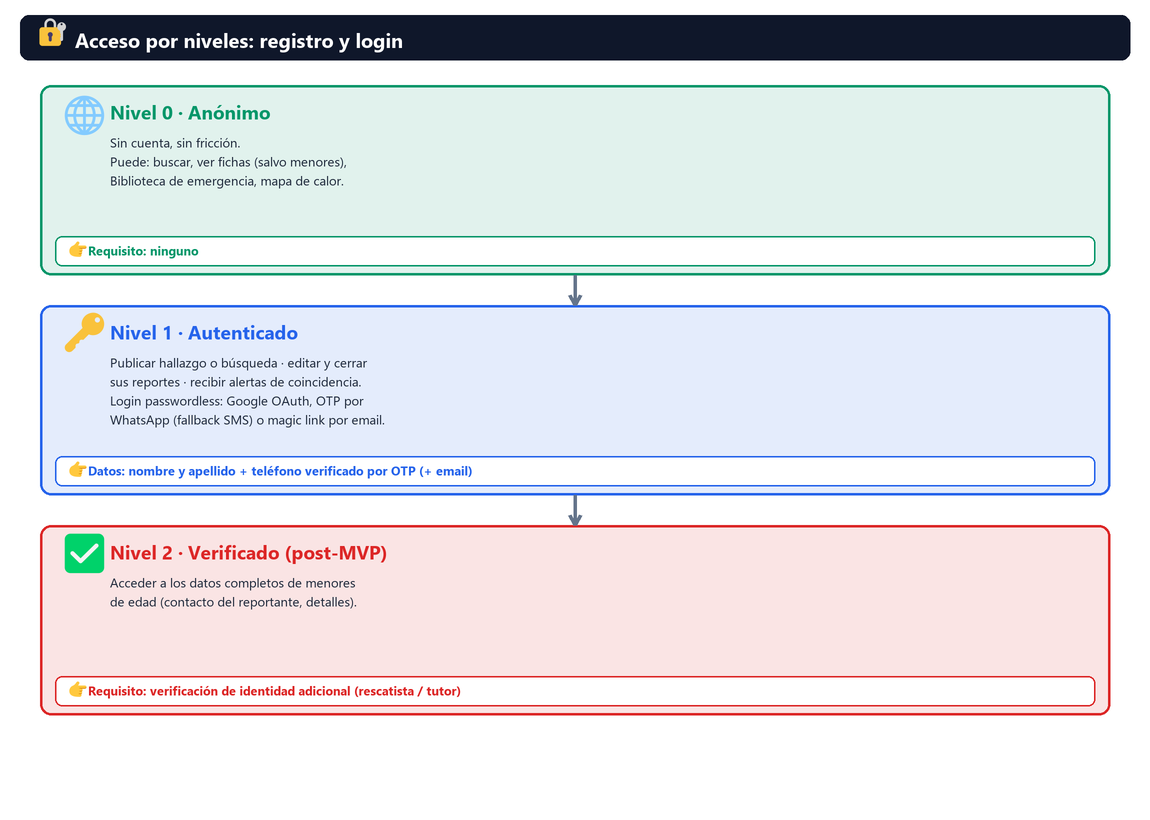 Acceso por niveles: registro y login
Nivel 0 · Anónimo
Sin cuenta, sin fricción.
Puede: buscar, ver fichas (salvo menores),
Biblioteca de emergencia, mapa de calor.
Requisito: ninguno
Nivel 1 · Autenticado
Publicar hallazgo o búsqueda · editar y cerrar
sus reportes · recibir alertas de coincidencia.
Login passwordless: Google OAuth, OTP por
WhatsApp (fallback SMS) o magic link por email.
Datos: nombre y apellido + teléfono verificado por OTP (+ email)
Nivel 2 · Verificado (post-MVP)
Acceder a los datos completos de menores
de edad (contacto del reportante, detalles).
Requisito: verificación de identidad adicional (rescatista / tutor)